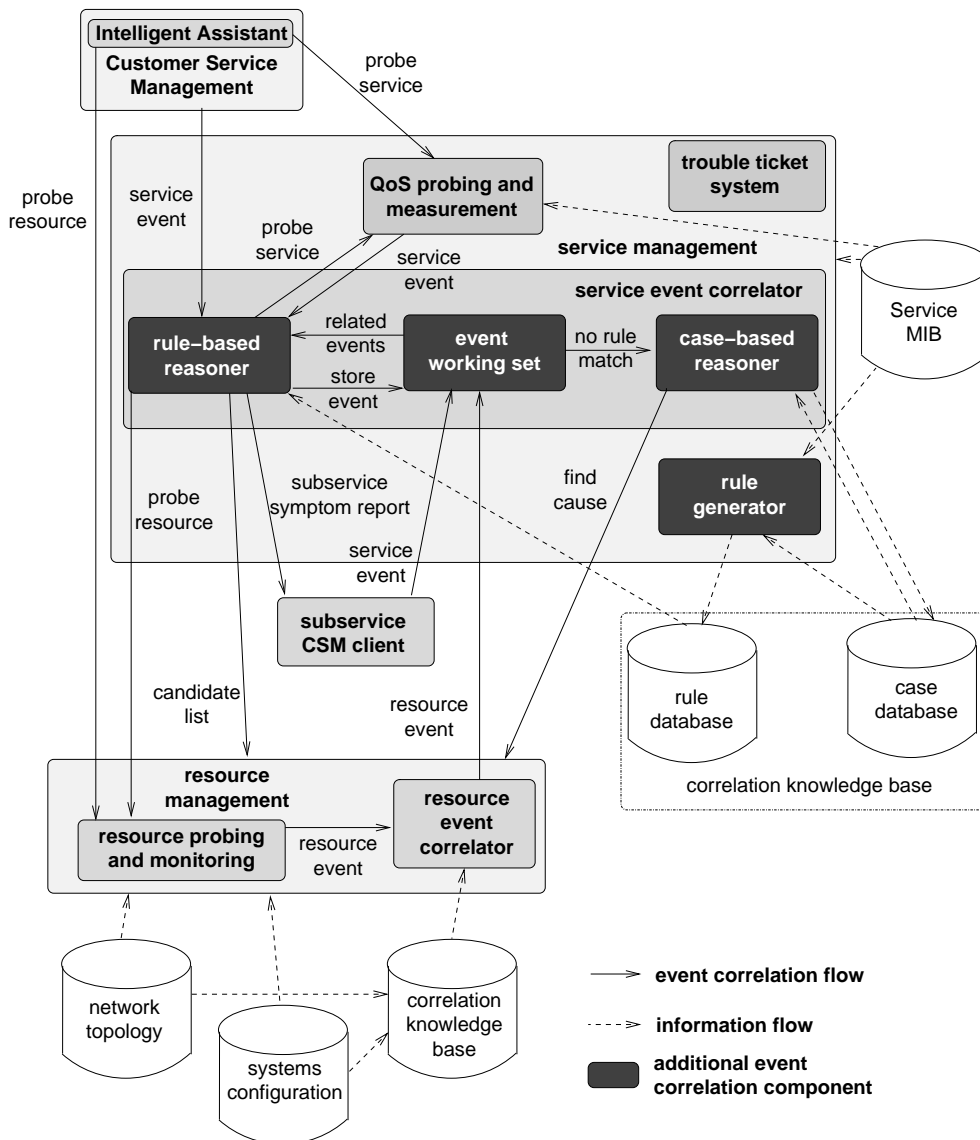 Intelligent Assistant
Customer Service
Management
probe
service
probe
resource
service
event
QoS probing and
measurement
trouble ticket
system
probe
service
service
event
service management
service event correlator
Service
MIB
rule−based
reasoner
related
events
store
event
event
working set
no rule
match
case−based
reasoner
probe
resource
subservice
symptom report
find
cause
rule
generator
service
event
subservice
CSM client
candidate
list
resource
event
rule
database
case
database
correlation knowledge base
resource
management
resource
event
correlator
resource probing
and monitoring
resource
event
network
topology
systems
configuration
correlation
knowledge
base
event correlation flow
information flow
additional event
correlation component